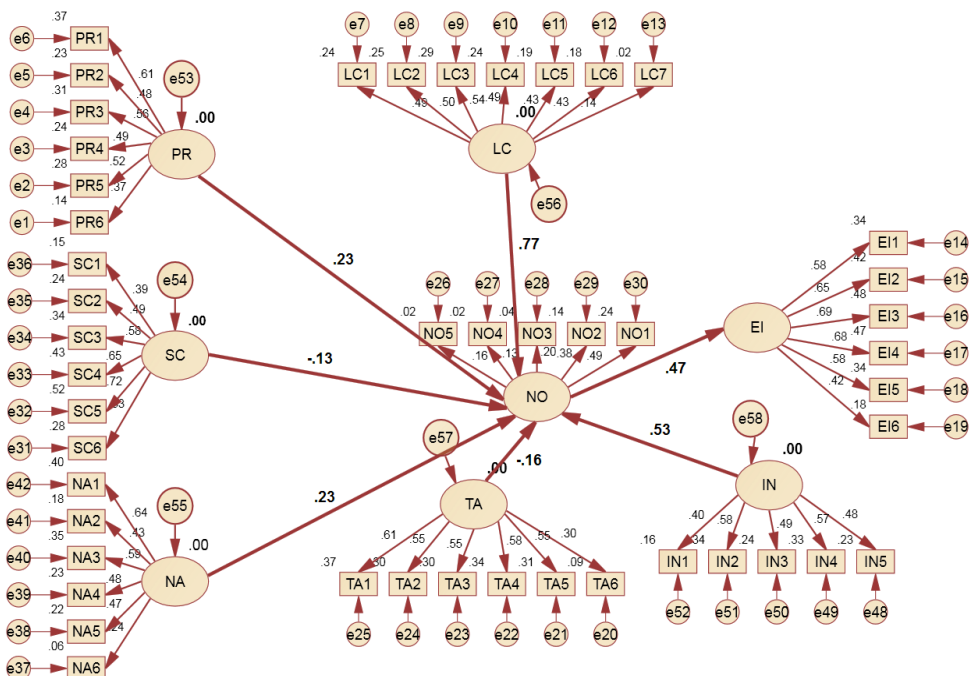 .37
e6 PR1
.23
e5 PR2
.31
e4 PR3
.24
e3 PR4
.28
e2 PR5
.14
e1 PR6
.61
.48
.56
.49
.52
.37
e53
.00
PR
e7 e8 e9 e10 e11 e12 e13
.24 .25 .29 .24 .19 .18 .02
LC1 LC2 LC3 LC4 LC5 LC6 LC7
.49 .50 .54 .49 .43 .43 .14
.00
LC
e56
.77
.23
.15
e36 SC1
.24
e35 SC2
.34
e34 SC3
.43
e33 SC4
.52
e32 SC5
.28
e31 SC6
.39
.49
.58
.65
.72
e54
.00
SC
-.13
e26 e27 e28 e29 e30
.02 .02 .04 .14 .24
NO5 NO4 NO3 NO2 NO1
.16 .13 .20 .38 .49
NO
.47
.34
EI1 e14
.42
EI2 e15
.48
EI3 e16
.47
EI4 e17
.34
EI5 e18
.18
EI6 e19
.58
.65
.69
.68
.58
.42
EI
.40
e42 NA1
.18
e41 NA2
.35
e40 NA3
.23
e39 NA4
.22
e38 NA5
.06
e37 NA6
.64
.43
.59
.48
.47
.24
e55
.00
NA
.23
e57
.00
-.16
TA
.61 .55 .55 .58 .55 .30
.37 .30 .30 .34 .31 .09
TA1 TA2 TA3 TA4 TA5 TA6
e25 e24 e23 e22 e21 e20
.53
e58
.00
IN
.40 .58 .49 .57 .48
.16 .34 .24 .33 .23
IN1 IN2 IN3 IN4 IN5
e52 e51 e50 e49 e48